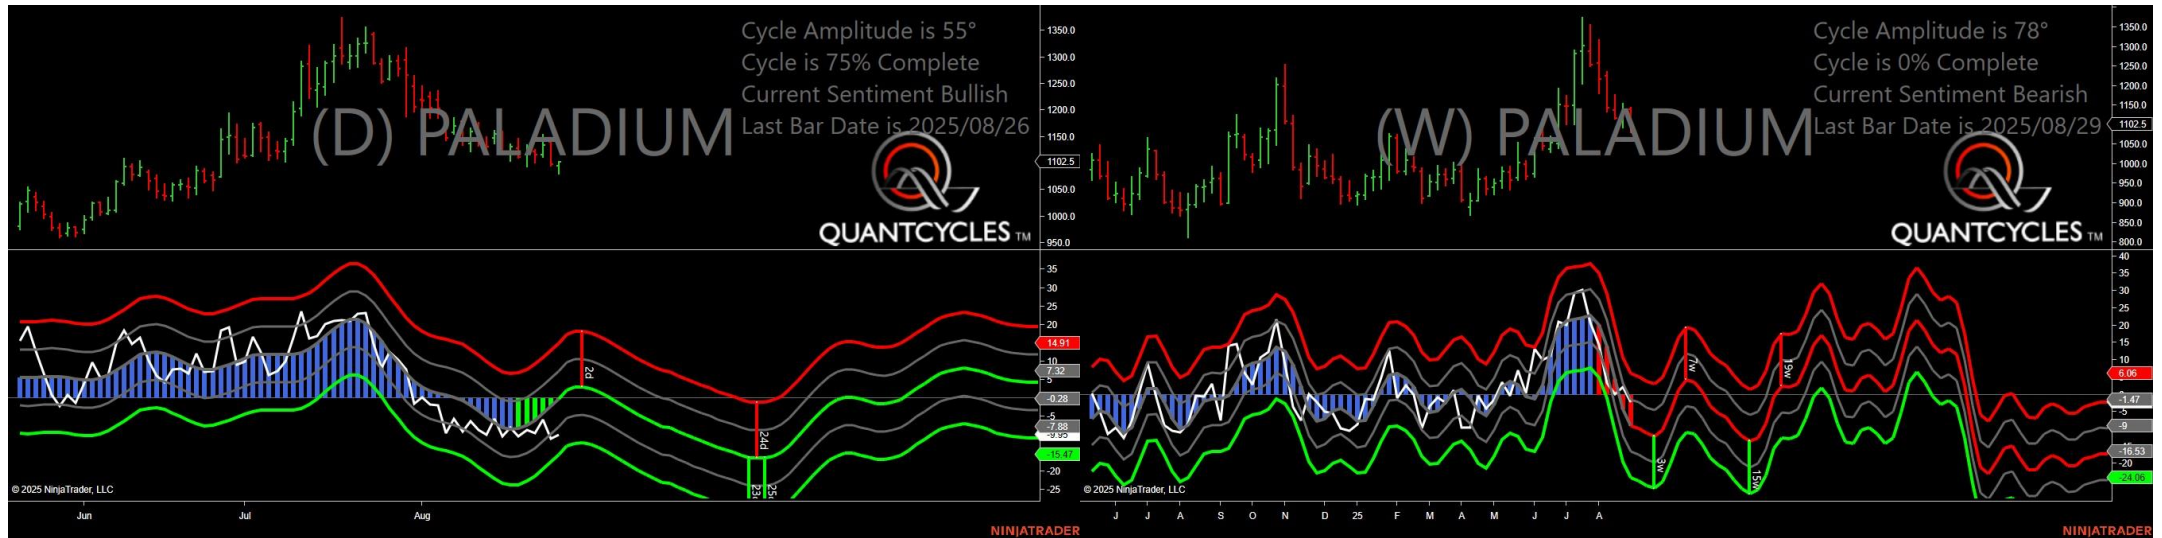 Cycle Amplitude is 55°
Cycle is 75% Complete
Current Sentiment Bullish
Last Bar Date is 2025/08/26
(D) PALADIUM
QUANTCYCLES TM
1350.0
1300.0
1250.0
1200.0
1150.0
1102.5
1050.0
1000.0
950.0
35
30
25
20
14.91
10
7.32
5
-0.28
-5
-7.88
-9.95
-15.47
-20
-25
2d
24d
© 2025 NinjaTrader, LLC
Jun
Jul
Aug
NINJATRADER
Cycle Amplitude is 78°
Cycle is 0% Complete
Current Sentiment Bearish
Last Bar Date is 2025/08/29
(W) PALADIUM
QUANTCYCLES TM
1350.0
1300.0
1250.0
1200.0
1150.0
1102.5
1050.0
1000.0
950.0
900.0
850.0
800.0
40
35
30
25
20
15
10
6.06
-1.47
-5
-9
-16.53
-20
-24.06
7w
19w
3w
15w
© 2025 NinjaTrader, LLC
J
J
A
S
O
N
D
25
F
M
A
M
J
J
A
NINJATRADER